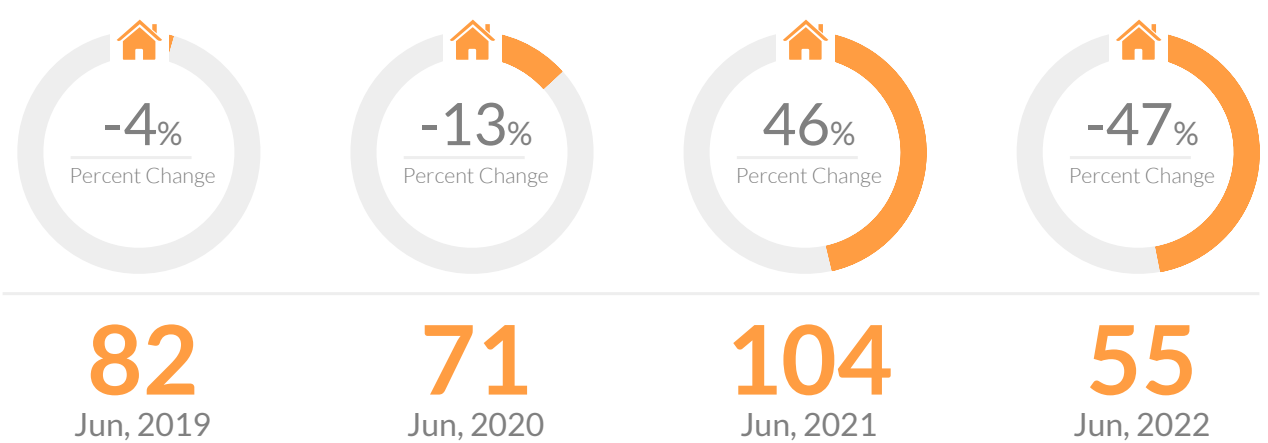 -4%
Percent Change
-13%
Percent Change
46%
Percent Change
-47%
Percent Change
82
Jun, 2019
71
Jun, 2020
104
Jun, 2021
55
Jun, 2022